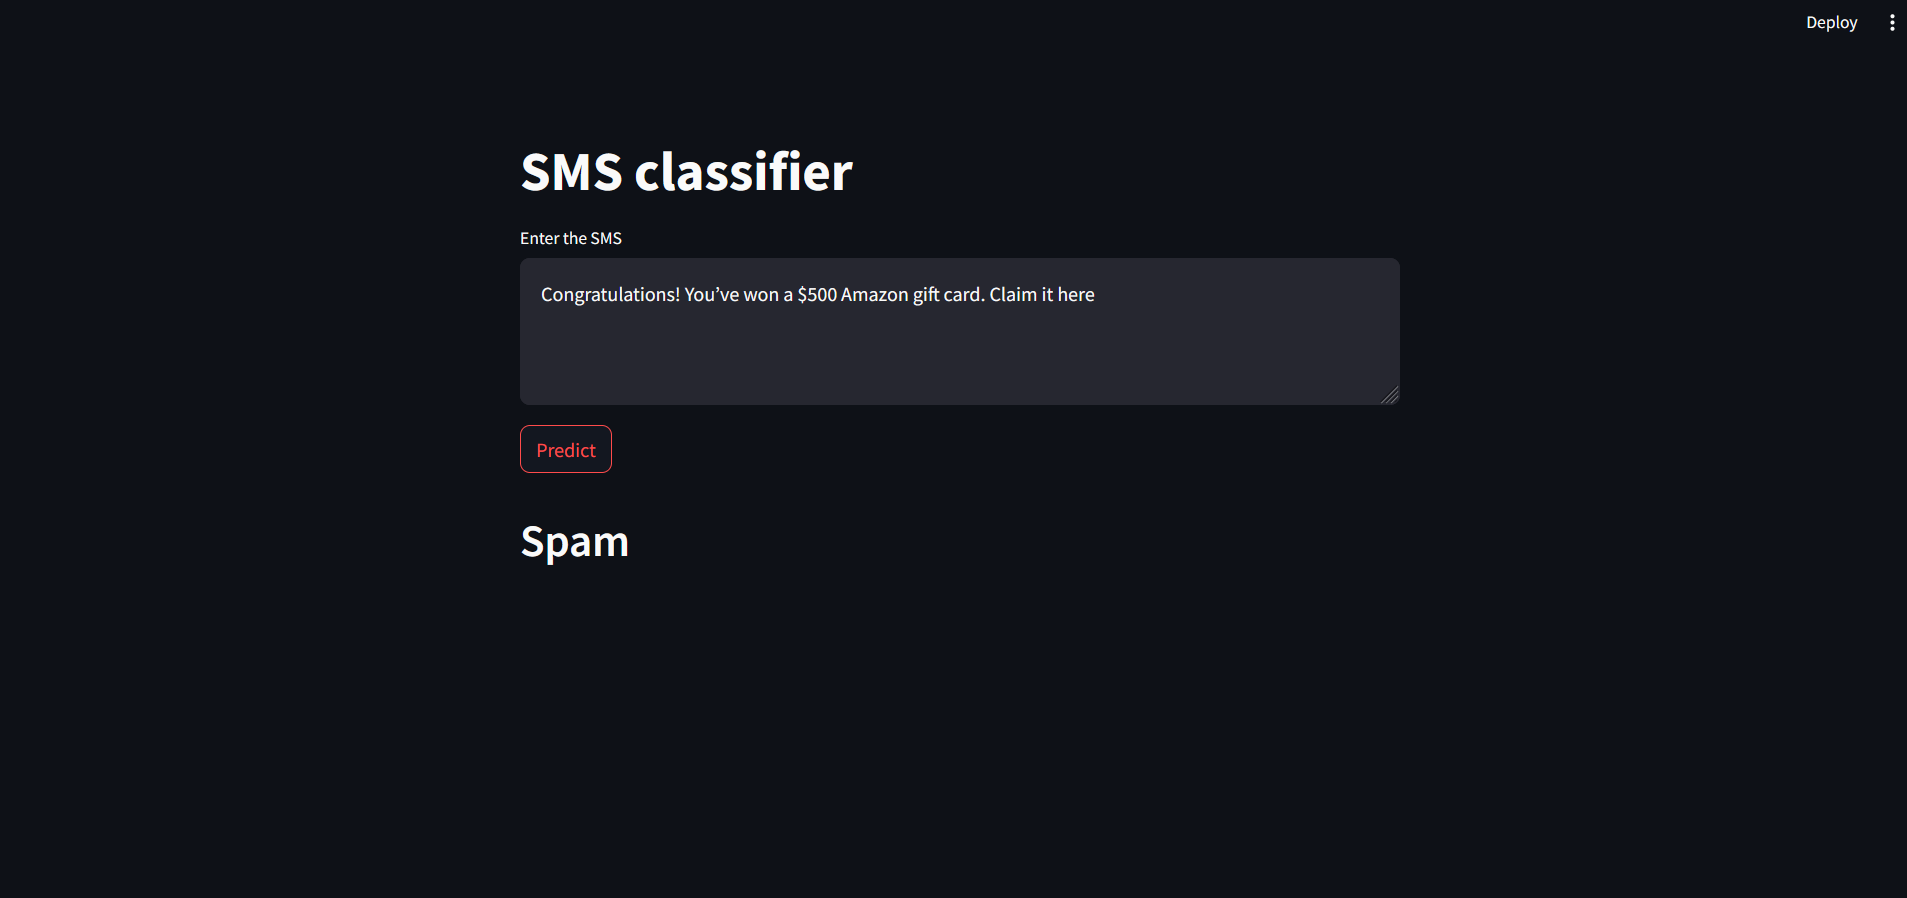 Deploy
SMS classifier
Enter the SMS
Congratulations! You’ve won a $500 Amazon gift card. Claim it here
Predict
Spam